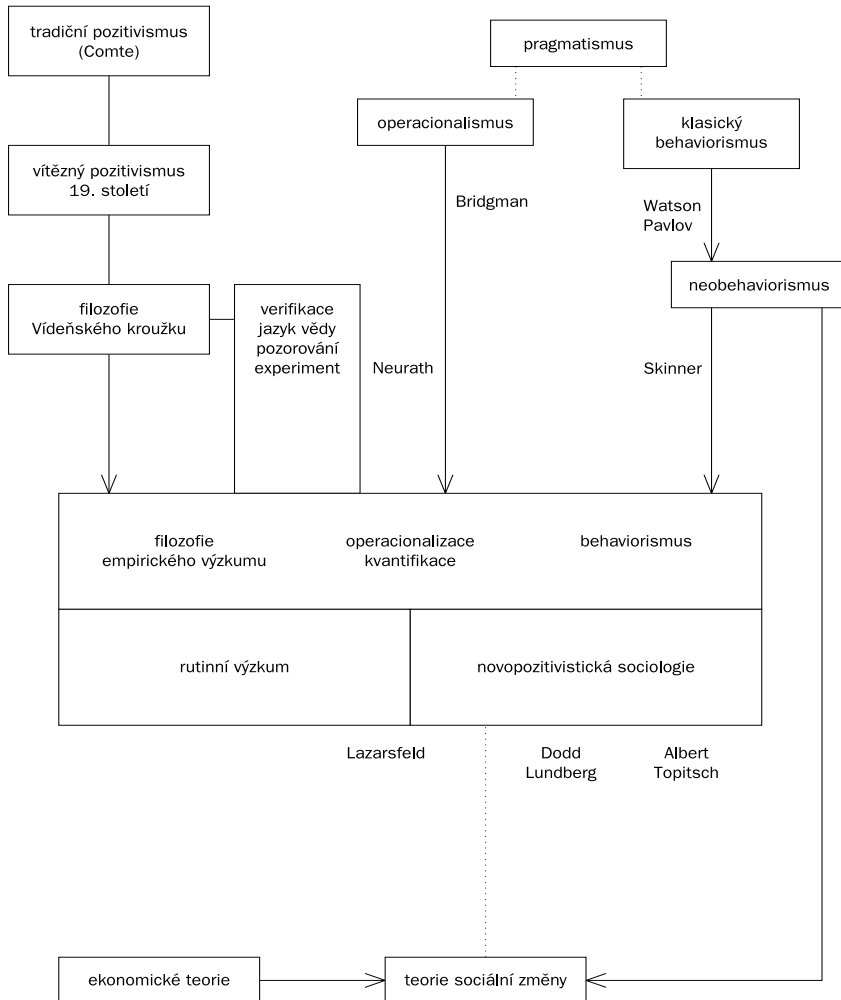 tradiční pozitivismus
(Comte)
pragmatismus
operacionalismus
klasický
behaviorismus
vítězný pozitivismus
19. století
Bridgman
Watson
Pavlov
neobehaviorismus
filozofie
Vídeňského kroužku
verifikace
jazyk vědy
pozorování
experiment
Neurath
Skinner
filozofie
empirického výzkumu
operacionalizace
kvantifikace
behaviorismus
rutinní výzkum
novopozitivistická sociologie
Lazarsfeld
Dodd
Lundberg
Albert
Topitsch
ekonomické teorie
teorie sociální změny